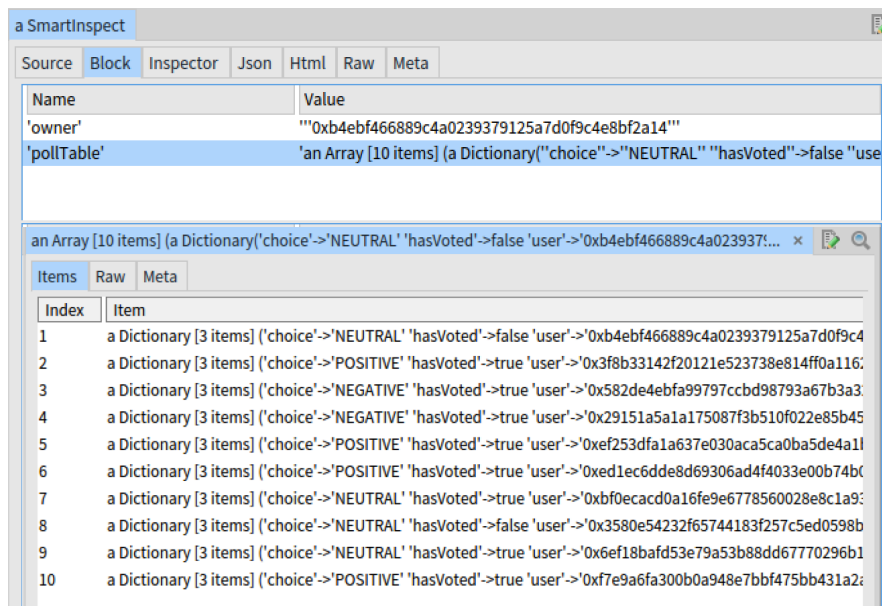 a SmartInspect
Source Block Inspector Json Html Raw Meta
Name Value
'owner' '''0xb4ebf466889c4a0239379125a7d0f9c4e8bf2a14'''
'pollTable' 'an Array [10 items] (a Dictionary(''choice''->''NEUTRAL'' ''hasVoted''->false ''use
an Array [10 items] (a Dictionary('choice'->'NEUTRAL' 'hasVoted'->false 'user'->'0xb4ebf466889c4a0239379... ×
Items Raw Meta
Index Item
1 a Dictionary [3 items] ('choice'->'NEUTRAL' 'hasVoted'->false 'user'->'0xb4ebf466889c4a0239379125a7d0f9c4
2 a Dictionary [3 items] ('choice'->'POSITIVE' 'hasVoted'->true 'user'->'0x3f8b33142f20121e523738e814ff0a1162
3 a Dictionary [3 items] ('choice'->'NEGATIVE' 'hasVoted'->true 'user'->'0x582de4ebfa99797ccbd98793a67b3a3
4 a Dictionary [3 items] ('choice'->'NEGATIVE' 'hasVoted'->true 'user'->'0x29151a5a1a175087f3b510f022e85b45
5 a Dictionary [3 items] ('choice'->'POSITIVE' 'hasVoted'->true 'user'->'0xef253dfa1a637e030aca5ca0ba5de4a1
6 a Dictionary [3 items] ('choice'->'POSITIVE' 'hasVoted'->true 'user'->'0xed1ec6dde8d69306ad4f4033e00b74b0
7 a Dictionary [3 items] ('choice'->'NEUTRAL' 'hasVoted'->true 'user'->'0xbf0ecacd0a16fe9e6778560028e8c1a93
8 a Dictionary [3 items] ('choice'->'NEUTRAL' 'hasVoted'->false 'user'->'0x3580e54232f65744183f257c5ed0598b
9 a Dictionary [3 items] ('choice'->'NEUTRAL' 'hasVoted'->true 'user'->'0x6ef18bafd53e79a53b88dd67770296b1
10 a Dictionary [3 items] ('choice'->'POSITIVE' 'hasVoted'->true 'user'->'0xf7e9a6fa300b0a948e7bbf475bb431a2